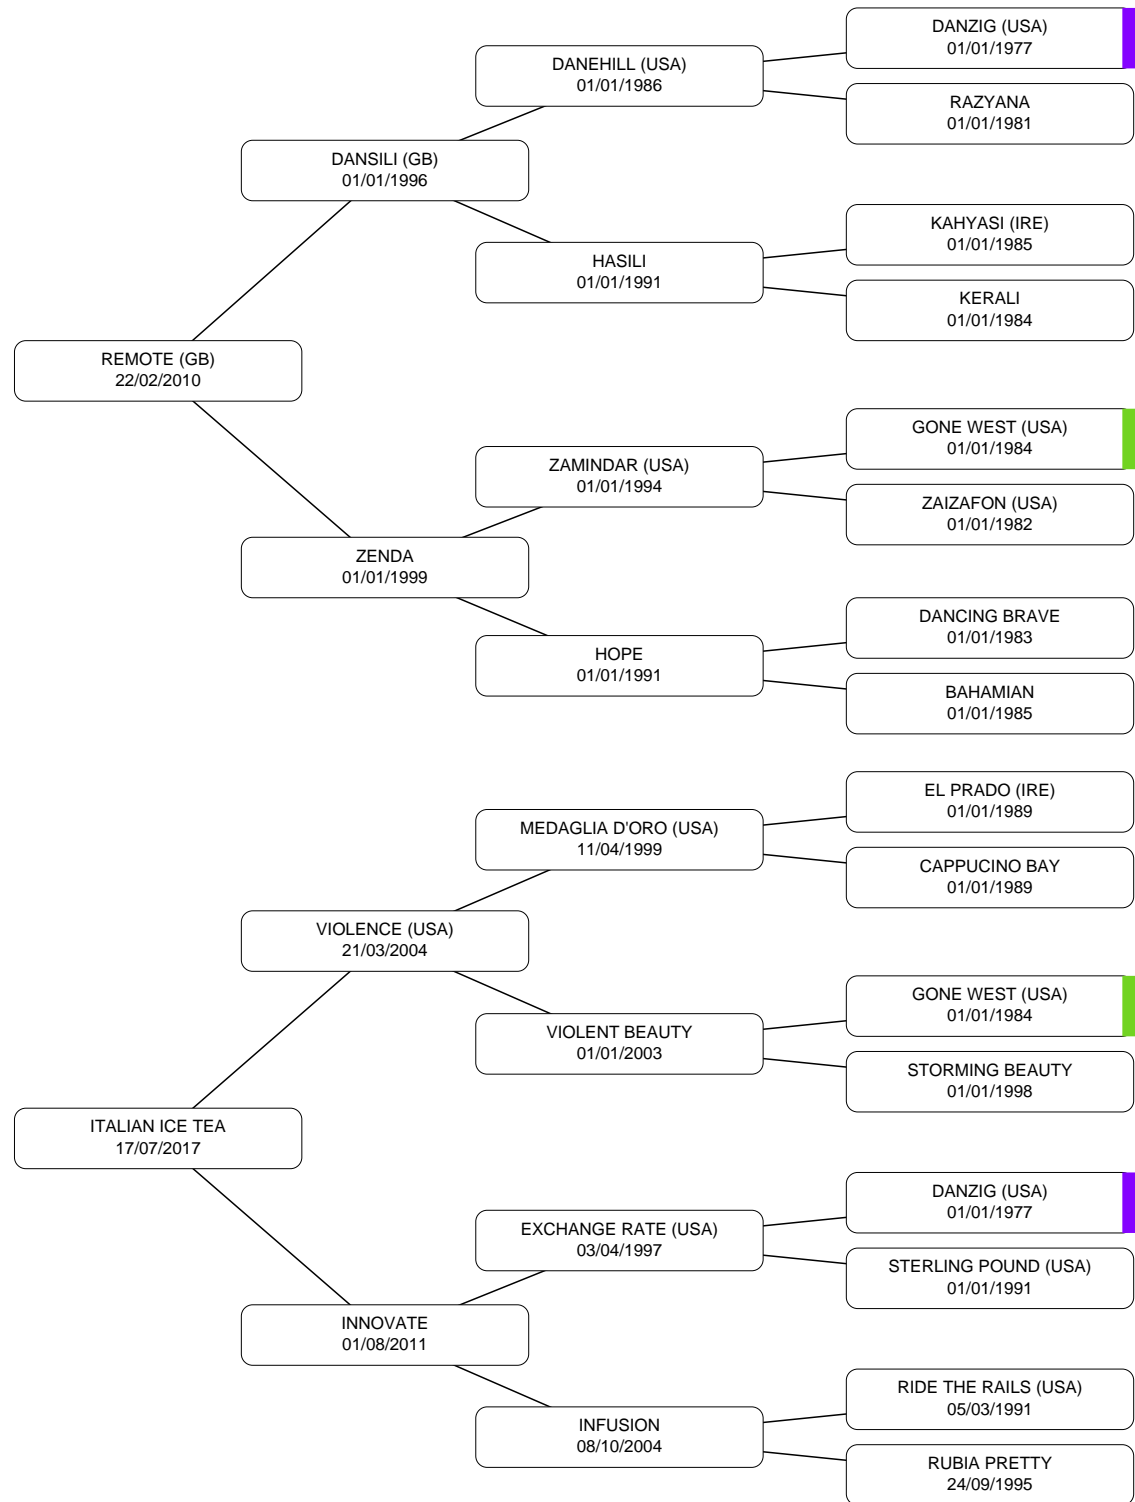 DANZIG (USA)
01/01/1977
DANEHILL (USA)
01/01/1986
RAZYANA
01/01/1981
DANSILI (GB)
01/01/1996
KAHYASI (IRE)
01/01/1985
HASILI
01/01/1991
KERALI
01/01/1984
REMOTE (GB)
22/02/2010
GONE WEST (USA)
01/01/1984
ZAMINDAR (USA)
01/01/1994
ZAIZAFON (USA)
01/01/1982
ZENDA
01/01/1999
DANCING BRAVE
01/01/1983
HOPE
01/01/1991
BAHAMIAN
01/01/1985
EL PRADO (IRE)
01/01/1989
MEDAGLIA D'ORO (USA)
11/04/1999
CAPPUCINO BAY
01/01/1989
VIOLENCE (USA)
21/03/2004
GONE WEST (USA)
01/01/1984
VIOLENT BEAUTY
01/01/2003
STORMING BEAUTY
01/01/1998
ITALIAN ICE TEA
17/07/2017
DANZIG (USA)
01/01/1977
EXCHANGE RATE (USA)
03/04/1997
STERLING POUND (USA)
01/01/1991
INNOVATE
01/08/2011
RIDE THE RAILS (USA)
05/03/1991
INFUSION
08/10/2004
RUBIA PRETTY
24/09/1995